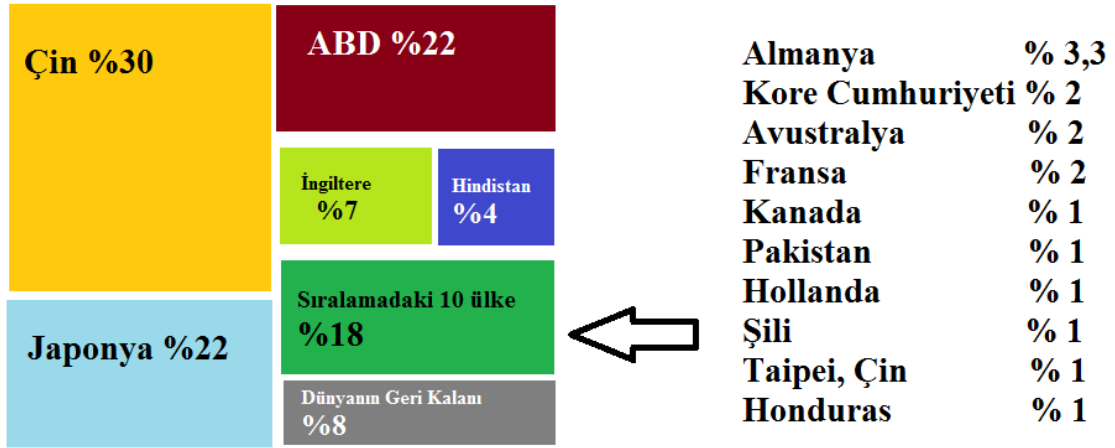 Çin %30
ABD %22
İngiltere
%7
Hindistan
%4
Sıralamadaki 10 ülke
%18
Japonya %22
Dünyanın Geri Kalanı
%8
Almanya % 3,3
Kore Cumhuriyeti % 2
Avustralya % 2
Fransa % 2
Kanada % 1
Pakistan % 1
Hollanda % 1
Şili % 1
Taipei, Çin % 1
Honduras % 1